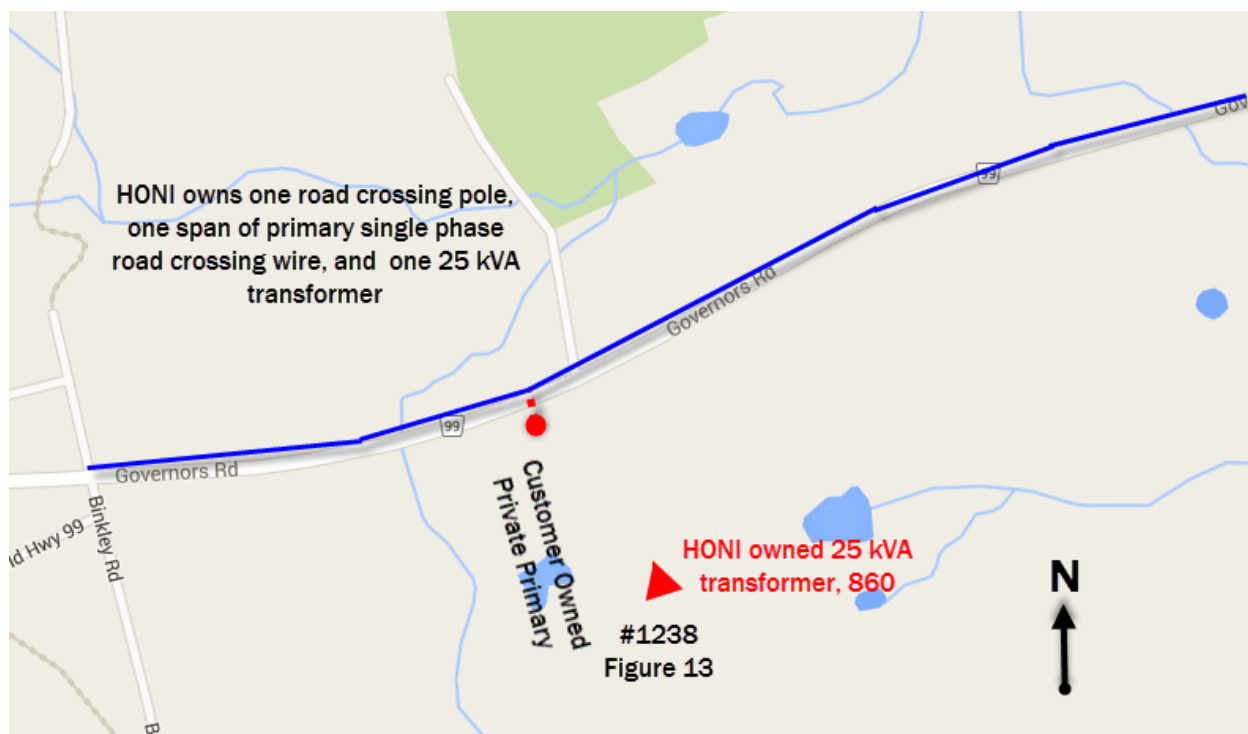 HONI owns one road crossing pole,
one span of primary single phase
road crossing wire, and one 25 kVA
transformer
Gov
99
Governors Rd
99
Governors Rd
Binkley Rd
nd Hwy 99
Customer Owned
Private Primary
HONI owned 25 kVA
transformer, 860
#1238
Figure 13
N
B